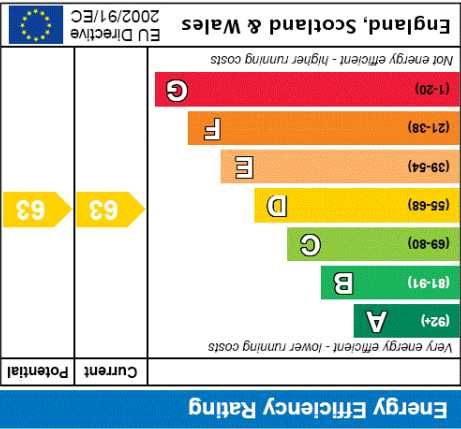 Energy Efficiency Rating
Current Potential
Very energy efficient - lower running costs
(92+) A
(81-91) B
(69-80) C
(55-68) D
63 63
(39-54) E
(21-38) F
(1-20) G
Not energy efficient - higher running costs
England, Scotland & Wales
EU Directive
2002/91/EC